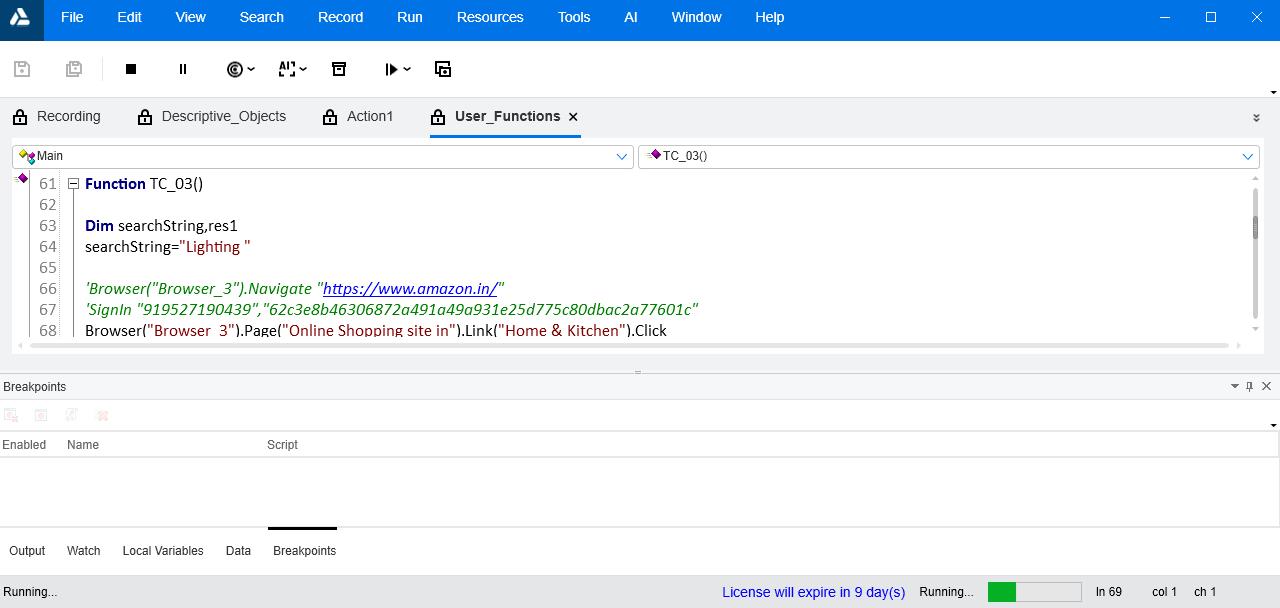 File Edit View Search Record Run Resources Tools AI Window Help
AI
Recording Descriptive_Objects Action1 User_Functions
Main TC_03()
61 Function TC_03()
62
63 Dim searchString,res1
64 searchString="Lighting "
65
66 'Browser("Browser_3").Navigate "https://www.amazon.in/"
67 'SignIn "919527190439","62c3e8b46306872a491a49a931e25d775c80dbac2a77601c"
68 Browser("Browser_3").Page("Online Shopping site in").Link("Home & Kitchen").Click
Breakpoints
Enabled Name Script
Output Watch Local Variables Data Breakpoints
Running... License will expire in 9 day(s) Running... ln 69 col 1 ch 1